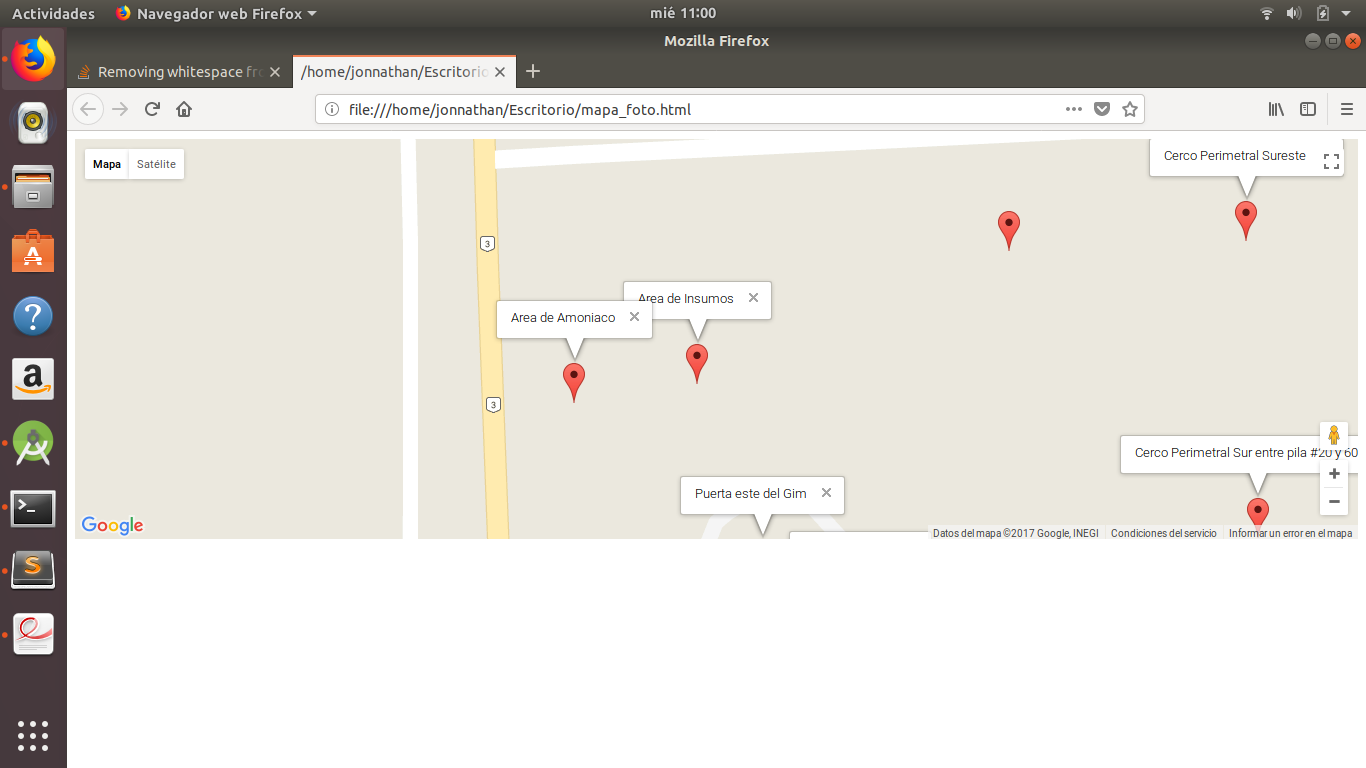 Actividades Navegador web Firefox mié 11:00
Mozilla Firefox
Removing whitespace fro /home/jonnathan/Escritorio
file:///home/jonnathan/Escritorio/mapa_foto.html
Mapa Satélite
Cerco Perimetral Sureste
3
Area de Insumos
Area de Amoniaco
3
Cerco Perimetral Sur entre pila #20 y 60
Puerta este del Gim
Google
Datos del mapa ©2017 Google, INEGI Condiciones del servicio Informar un error en el mapa